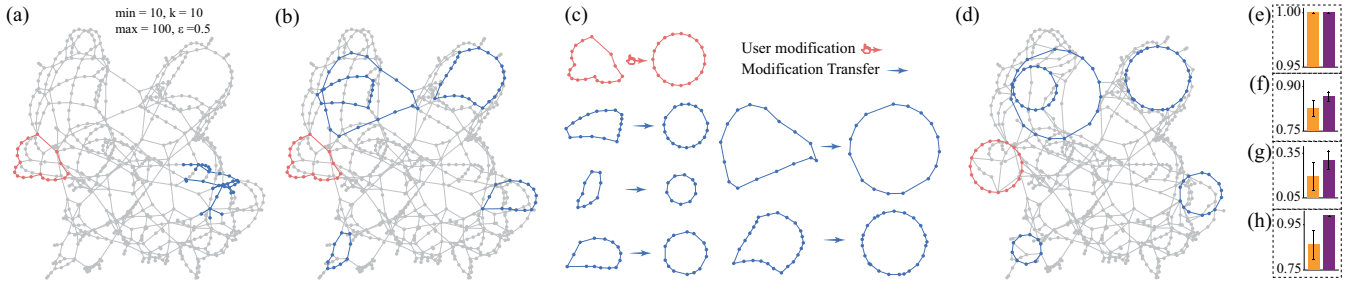 (a)
min = 10, k = 10
max = 100, ε =0.5
(b)
(c)
User modification
Modification Transfer
(d)
(e)
1.00
0.95
(f)
0.90
0.75
(g)
0.35
0.05
(h)
0.95
0.75